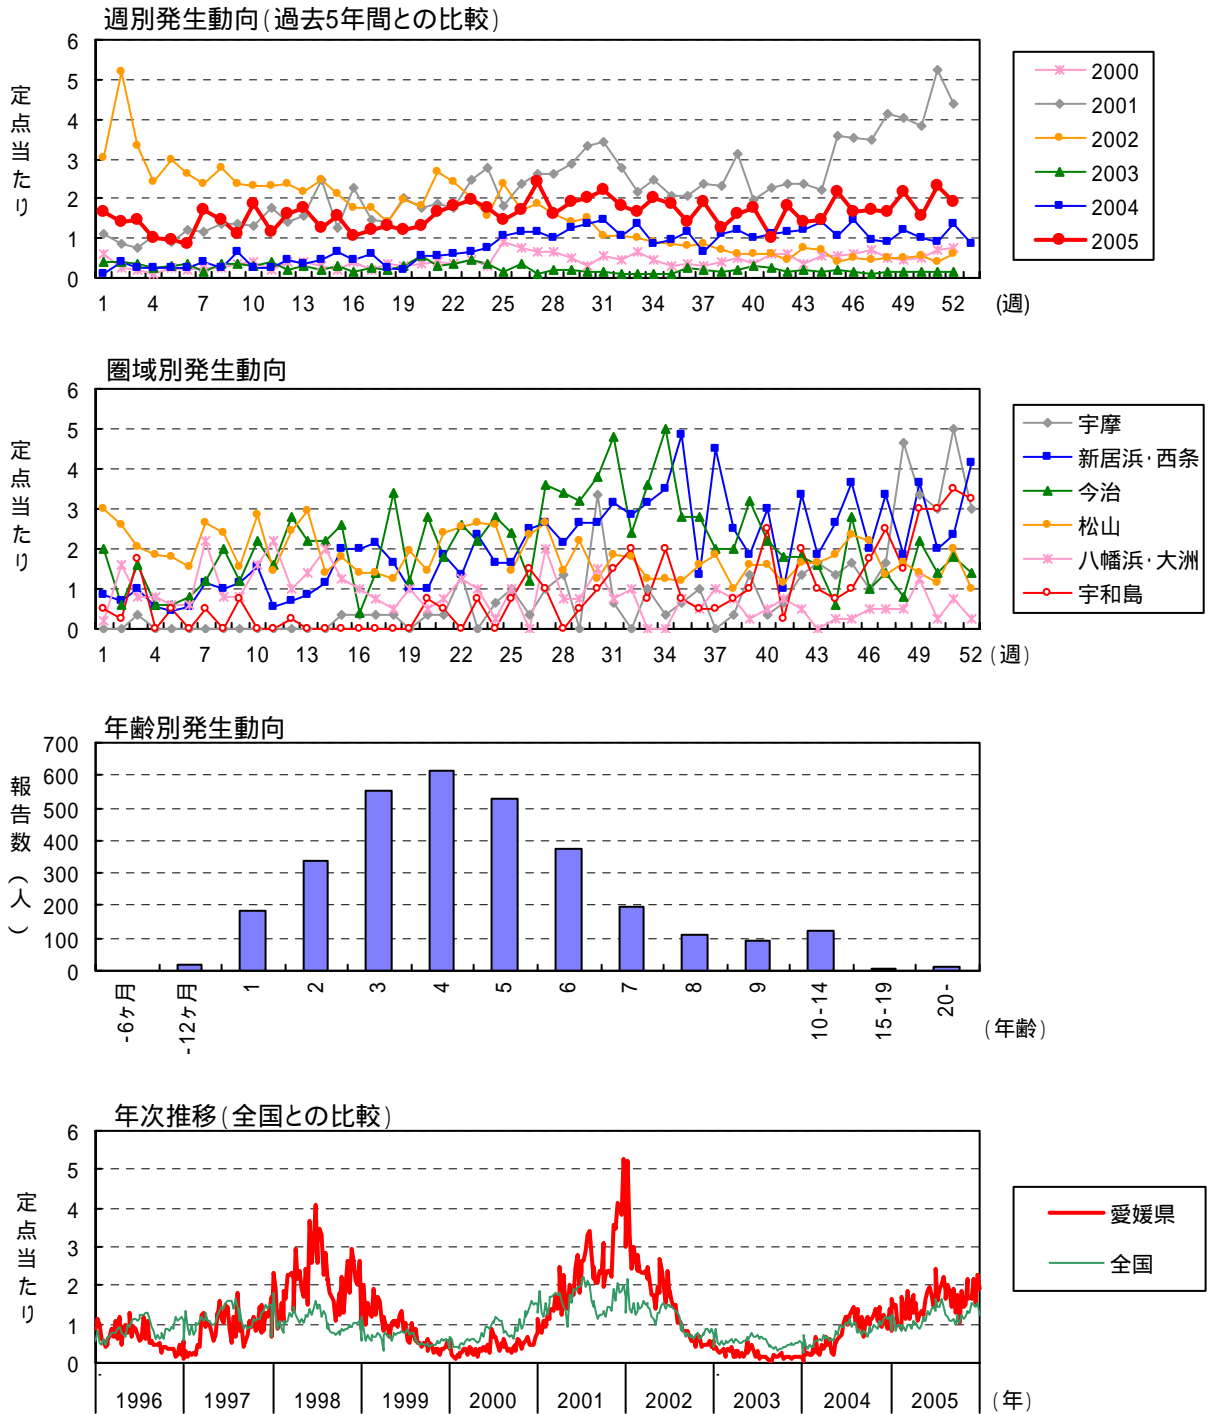 週別発生動向(過去5年間との比較)
定点当たり
6
5
4
3
2
1
0
1 4 7 10 13 16 19 22 25 28 31 34 37 40 43 46 49 52 (週)
2000
2001
2002
2003
2004
2005
圏域別発生動向
定点当たり
6
5
4
3
2
1
0
1 4 7 10 13 16 19 22 25 28 31 34 37 40 43 46 49 52 (週)
宇摩
新居浜・西条
今治
松山
八幡浜・大洲
宇和島
年齢別発生動向
報告数(人)
700
600
500
400
300
200
100
0
-6ヶ月 -12ヶ月 1 2 3 4 5 6 7 8 9 10-14 15-19 20-
(年齢)
年次推移(全国との比較)
定点当たり
6
5
4
3
2
1
0
1996 1997 1998 1999 2000 2001 2002 2003 2004 2005 (年)
愛媛県
全国